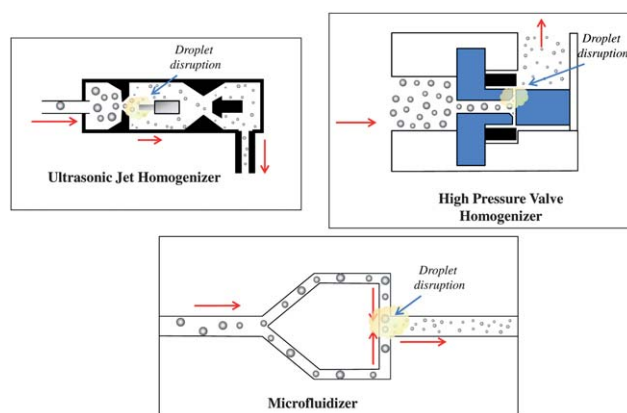 Droplet
disruption
Ultrasonic Jet Homogenizer
Droplet
disruption
High Pressure Valve
Homogenizer
Droplet
disruption
Microfluidizer